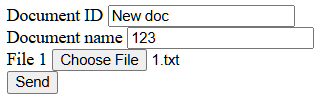 Document ID New doc
Document name 123
File 1 Choose File 1.txt
Send